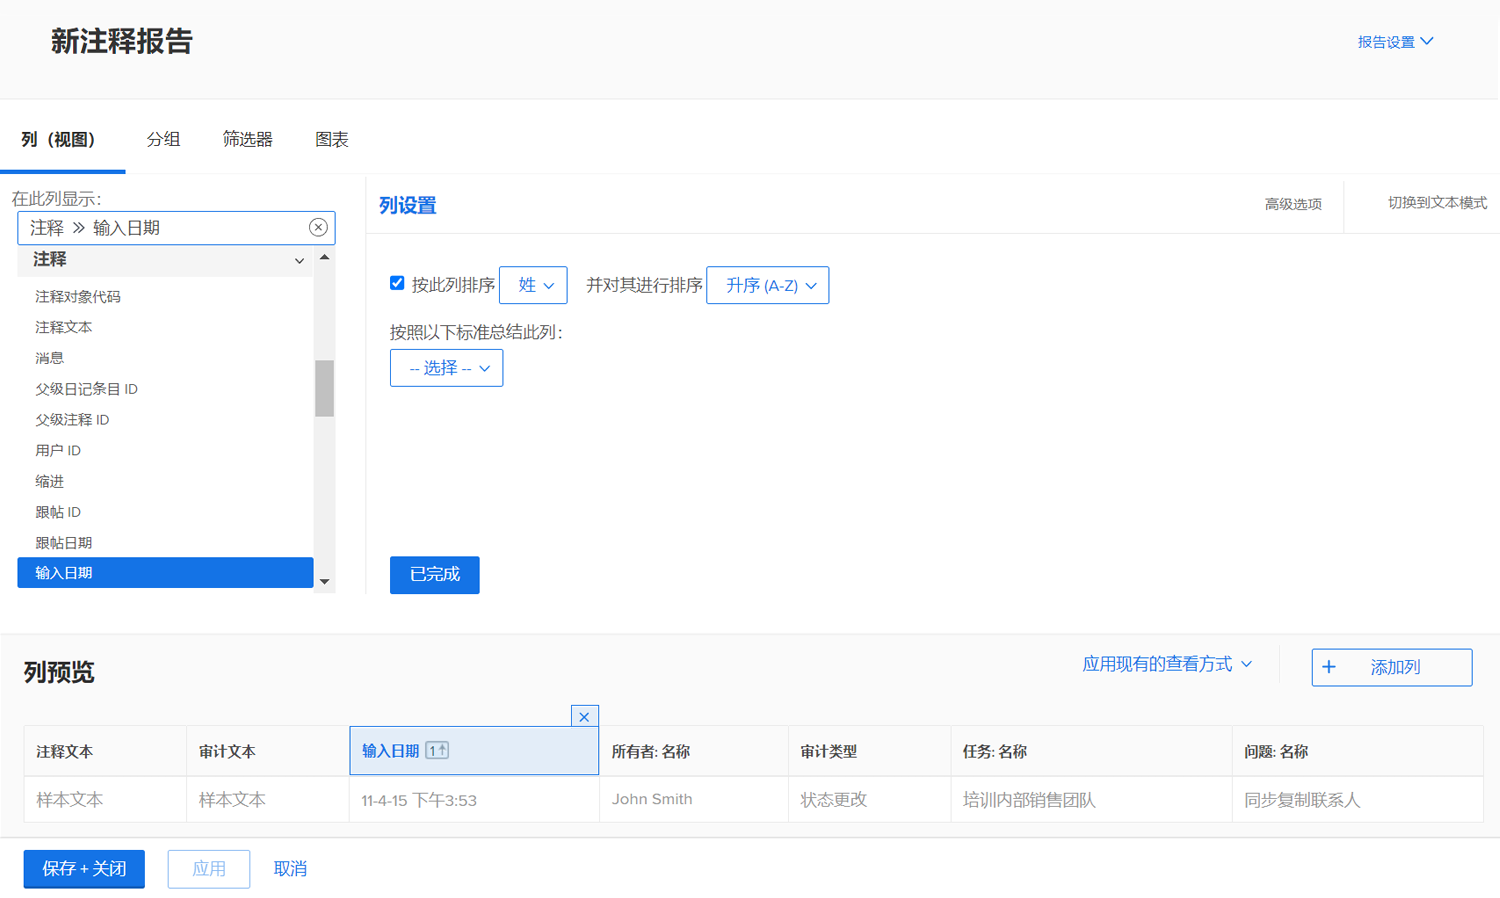 新注释报告
报告设置
列（视图） 分组 筛选器 图表
在此列显示：
注释 » 输入日期
注释
注释对象代码
注释文本
消息
父级日记条目 ID
父级注释 ID
用户 ID
缩进
跟帖 ID
跟帖日期
输入日期
列设置
高级选项
切换到文本模式
按此列排序 姓 并对其进行排序 升序 (A-Z)
按照以下标准总结此列：
-- 选择 --
已完成
列预览
应用现有的查看方式
+ 添加列
注释文本 审计文本 输入日期 1↑ 所有者: 名称 审计类型 任务: 名称 问题: 名称
样本文本 样本文本 11-4-15 下午3:53 John Smith 状态更改 培训内部销售团队 同步复制联系人
保存 + 关闭 应用 取消